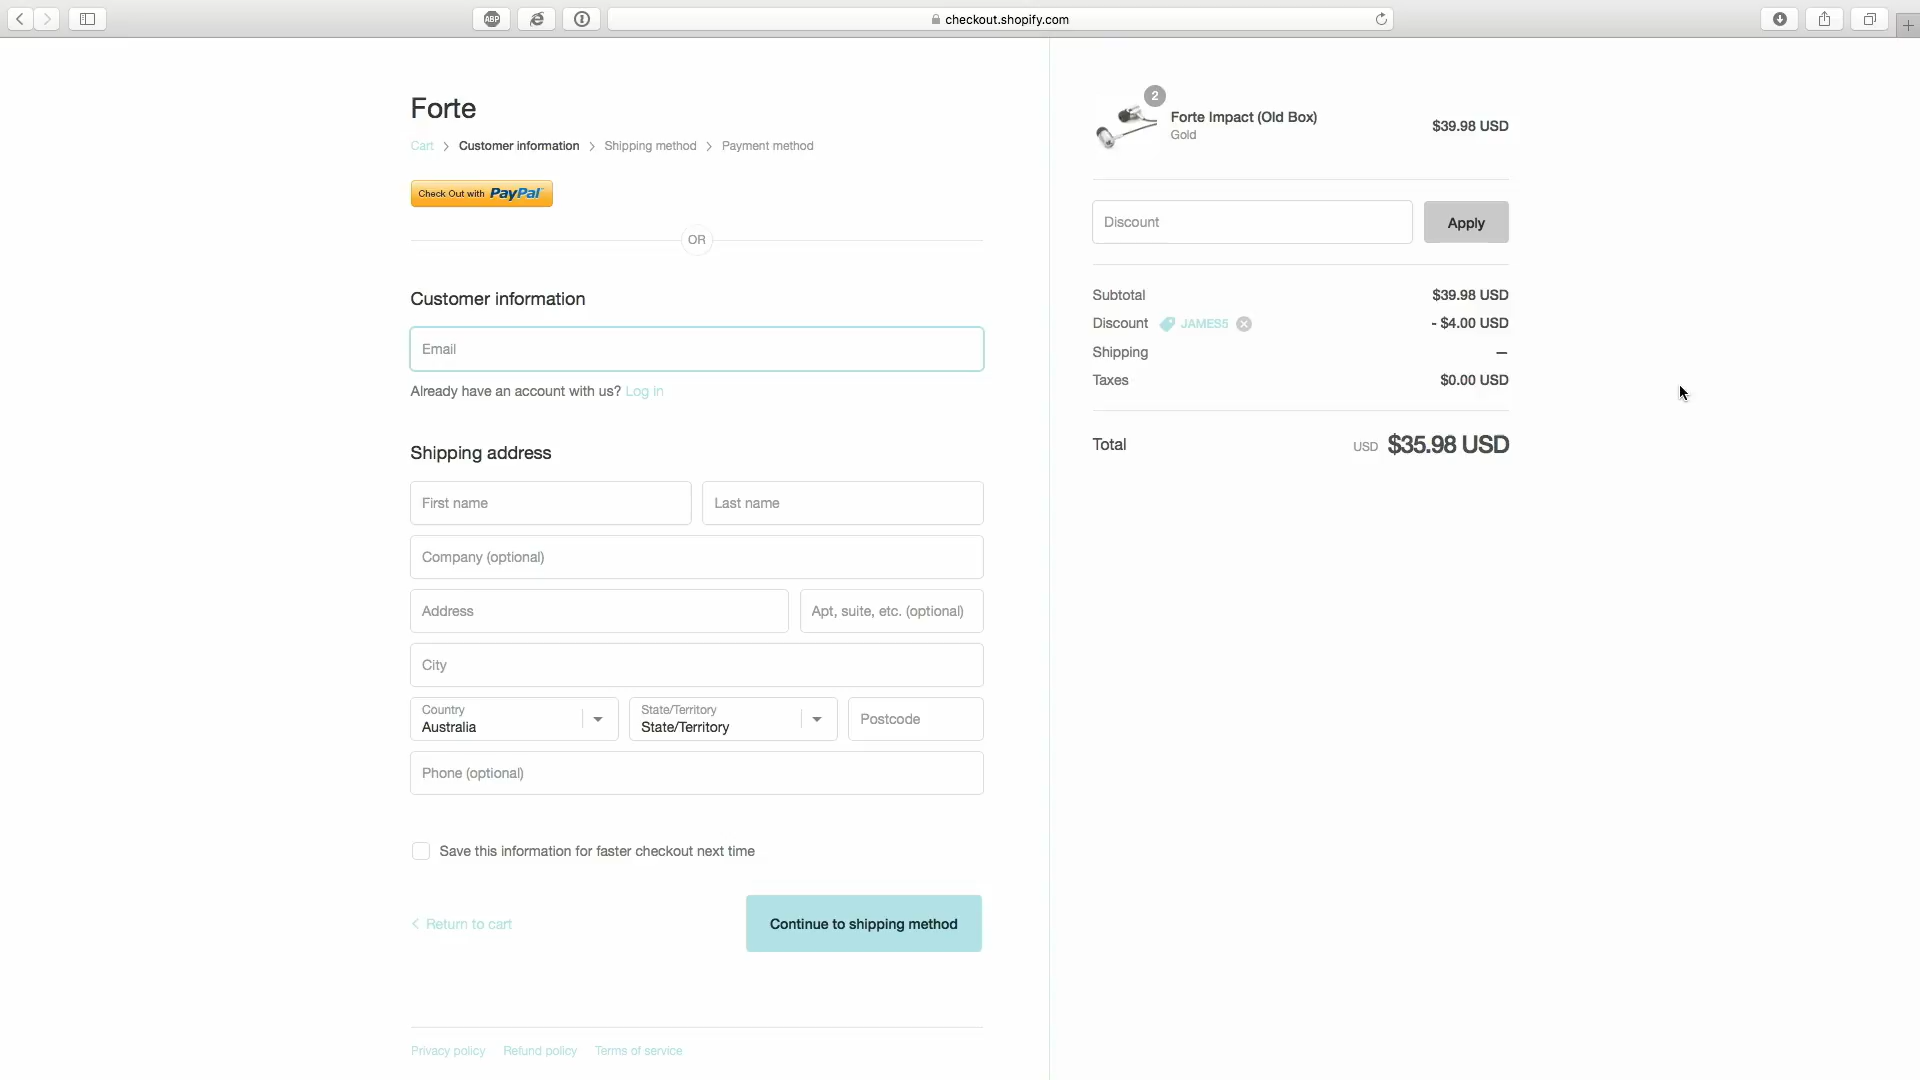 ABP
checkout.shopify.com
Forte
Cart > Customer information > Shipping method > Payment method
Check Out with PayPal
OR
Customer information
Email
Already have an account with us? Log in
Shipping address
First name
Last name
Company (optional)
Address
Apt, suite, etc. (optional)
City
Country
Australia
State/Territory
State/Territory
Postcode
Phone (optional)
Save this information for faster checkout next time
< Return to cart
Continue to shipping method
Privacy policy
Refund policy
Terms of service
2
Forte Impact (Old Box)
Gold
$39.98 USD
Discount
Apply
Subtotal $39.98 USD
Discount JAMES5 - $4.00 USD
Shipping —
Taxes $0.00 USD
Total USD $35.98 USD